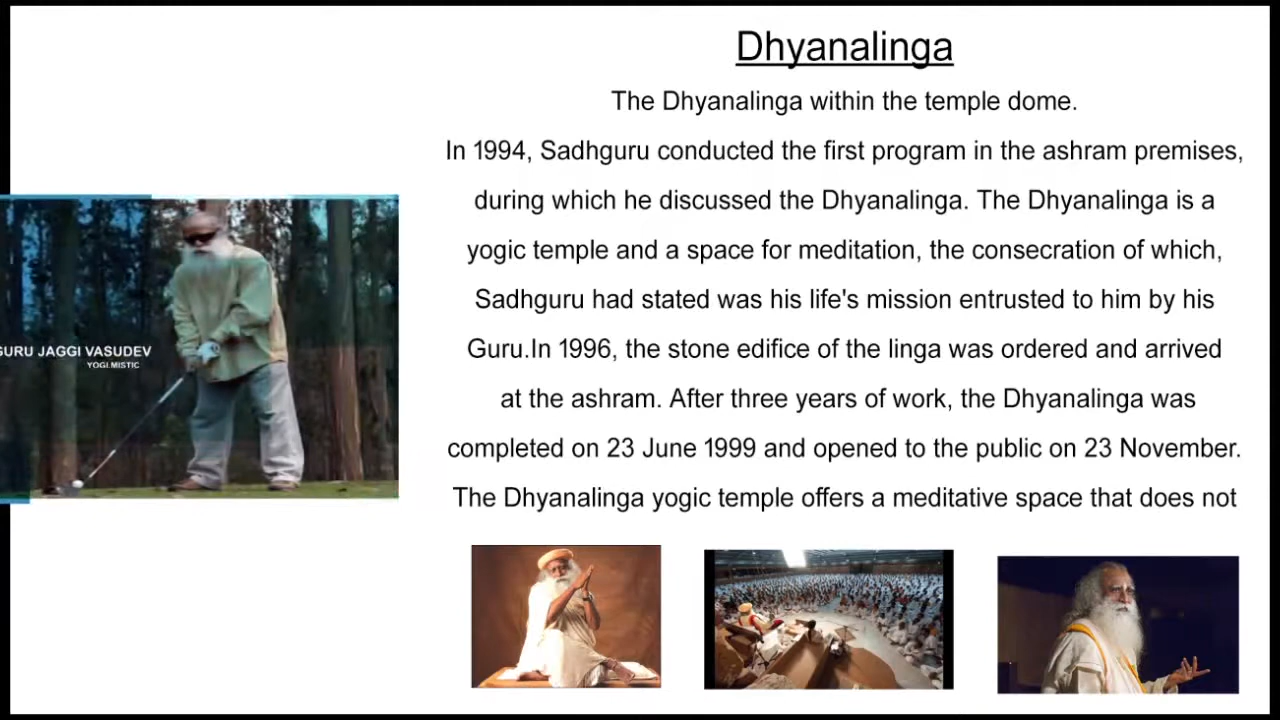 Dhyanalinga
The Dhyanalinga within the temple dome.
In 1994, Sadhguru conducted the first program in the ashram premises,
during which he discussed the Dhyanalinga. The Dhyanalinga is a
yogic temple and a space for meditation, the consecration of which,
Sadhguru had stated was his life's mission entrusted to him by his
Guru.In 1996, the stone edifice of the linga was ordered and arrived
at the ashram. After three years of work, the Dhyanalinga was
completed on 23 June 1999 and opened to the public on 23 November.
The Dhyanalinga yogic temple offers a meditative space that does not
GURU JAGGI VASUDEV
YOGI.MISTIC